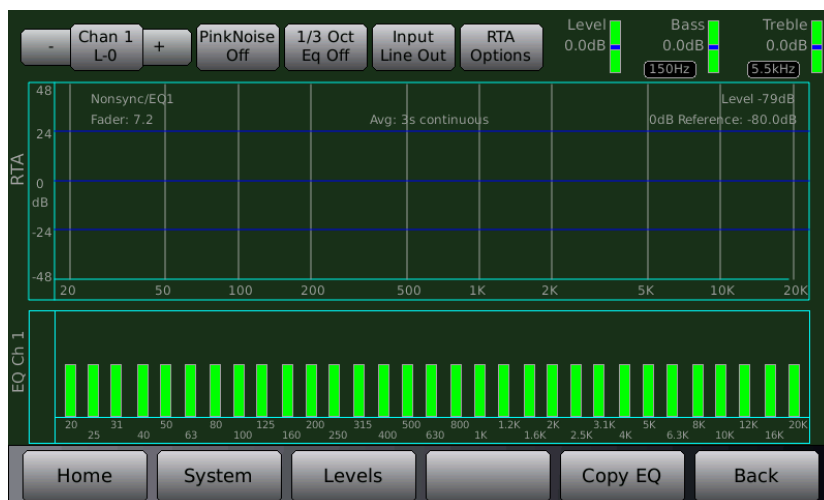 Level Bass Treble
- Chan 1 L-0 + PinkNoise Off 1/3 Oct Eq Off Input Line Out RTA Options
0.0dB 0.0dB 0.0dB
150Hz 5.5kHz
48
Nonsync/EQ1 Level -79dB
Fader: 7.2 Avg: 3s continuous 0dB Reference: -80.0dB
24
RTA
0
dB
-24
-48
20 50 100 200 500 1K 2K 5K 10K 20K
EQ Ch 1
20 31 50 80 125 200 315 500 800 1.2K 2K 3.1K 5K 8K 12K 20K
25 40 63 100 160 250 400 630 1K 1.6K 2.5K 4K 6.3K 10K 16K
Home System Levels Copy EQ Back